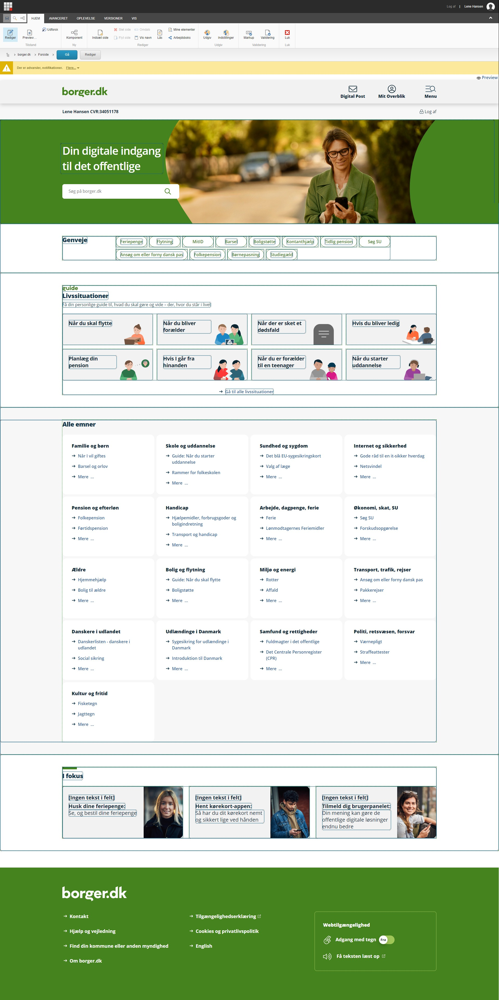 Log af | Lene Hansen
HJEM AVANCERET OPLEVELSE VERSIONER VIS
Rediger Preview... Udforsk
Tilstand
Komponent
Ny
Indsæt side Slet side Omdøb Flyt side Vis navn Lås Mine elementer Arbejdsboks
Rediger
Udgiv Indstillinger
Udgiv
Markup Validering
Validering
Luk
Luk
borger.dk Forside Gå Rediger
Der er advarsler, notifikationer. Flere...
Preview
borger.dk
Digital Post Mit Overblik Menu
Lene Hansen CVR:34051178 Log af
Din digitale indgang
til det offentlige
Søg på borger.dk
Genveje
Feriepenge Flytning MitID Barsel Boligstøtte Kontanthjælp Tidlig pension Søg SU
Ansøg om eller forny dansk pas Folkepension Børnepasning Studiegæld
guide
Livssituationer
Få din personlige guide til, hvad du skal gøre og vide – der, hvor du står i livet
Når du skal flytte
Når du bliver
forælder
Når der er sket et
dødsfald
Hvis du bliver ledig
Planlæg din
pension
Hvis I går fra
hinanden
Når du er forælder
til en teenager
Når du starter
uddannelse
Gå til alle livssituationer
Alle emner
Familie og børn
Når I vil giftes
Barsel og orlov
Mere ...
Skole og uddannelse
Guide: Når du starter
uddannelse
Rammer for folkeskolen
Mere ...
Sundhed og sygdom
Det blå EU-sygesikringskort
Valg af læge
Mere ...
Internet og sikkerhed
Gode råd til en it-sikker hverdag
Netsvindel
Mere ...
Pension og efterløn
Folkepension
Førtidspension
Mere ...
Handicap
Hjælpemidler, forbrugsgoder og
boligindretning
Transport og handicap
Mere ...
Arbejde, dagpenge, ferie
Ferie
Lønmodtagernes Feriemidler
Mere ...
Økonomi, skat, SU
Søg SU
Forskudsopgørelse
Mere ...
Ældre
Hjemmehjælp
Bolig til ældre
Mere ...
Bolig og flytning
Guide: Når du skal flytte
Boligstøtte
Mere ...
Miljø og energi
Rotter
Affald
Mere ...
Transport, trafik, rejser
Ansøg om eller forny dansk pas
Pakkerejser
Mere ...
Danskere i udlandet
Danskerlisten - danskere i
udlandet
Social sikring
Mere ...
Udlændinge i Danmark
Sygesikring for udlændinge i
Danmark
Introduktion til Danmark
Mere ...
Samfund og rettigheder
Fuldmagter i det offentlige
Det Centrale Personregister
(CPR)
Mere ...
Politi, retsvæsen, forsvar
Værnepligt
Straffeattester
Mere ...
Kultur og fritid
Fisketegn
Jagttegn
Mere ...
I fokus
[Ingen tekst i felt]
Husk dine feriepenge:
Se, og bestil dine feriepenge
[Ingen tekst i felt]
Hent kørekort-appen:
Så har du dit kørekort nemt
og sikkert lige ved hånden
[Ingen tekst i felt]
Tilmeld dig brugerpanelet:
Din mening kan gøre de
offentlige digitale løsninger
endnu bedre
borger.dk
Kontakt
Hjælp og vejledning
Find din kommune eller anden myndighed
Om borger.dk
Tilgængelighedserklæring
Cookies og privatlivspolitik
English
Webtilgængelighed
Adgang med tegn Fra
Få teksten læst op